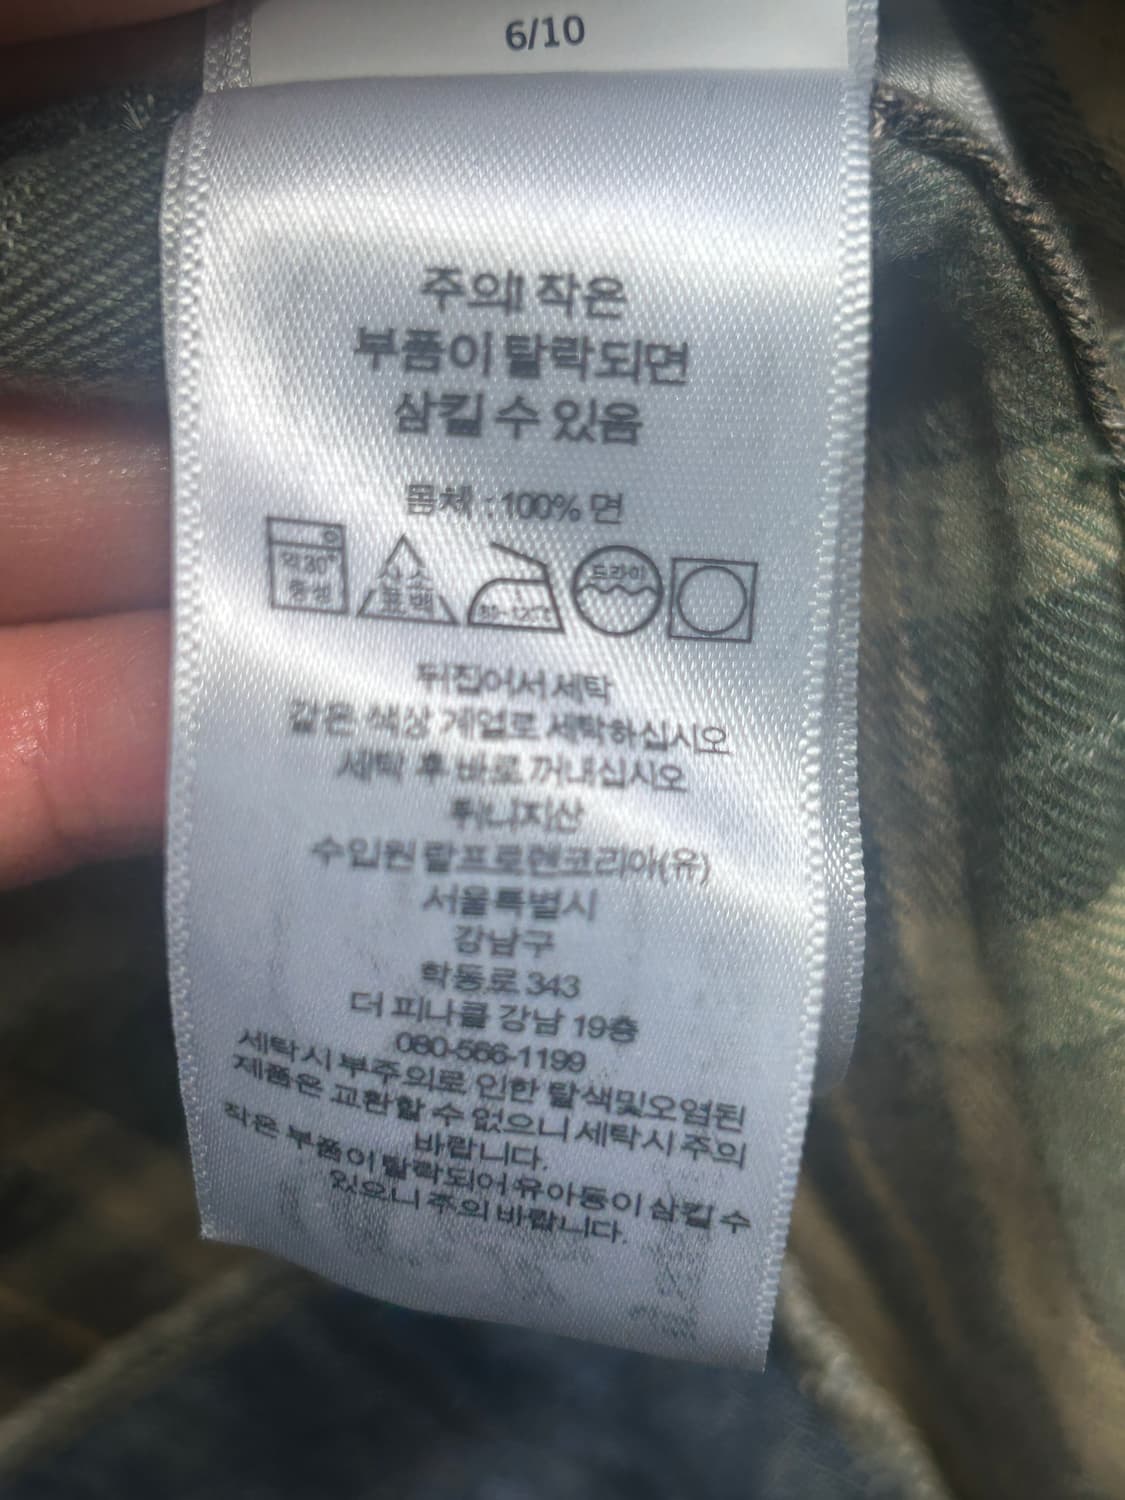 6/10
주의! 작은
부품이 탈락되면
삼킬 수 있음
몸체 : 100% 면
약30° 중성
산소 표백
80~120℃
드라이
뒤집어서 세탁
같은 색상 계열로 세탁하십시오
세탁 후 바로 꺼내십시오
튀니지산
수입원 랄프로렌코리아(유)
서울특별시
강남구
학동로 343
더 피나클 강남 19층
080-566-1199
세탁시 부주의로 인한 탈색및오염된
제품은 교환할 수 없으니 세탁시 주의
바랍니다.
작은 부품이 탈락되어 유아동이 삼킬 수
있으니 주의 바랍니다.